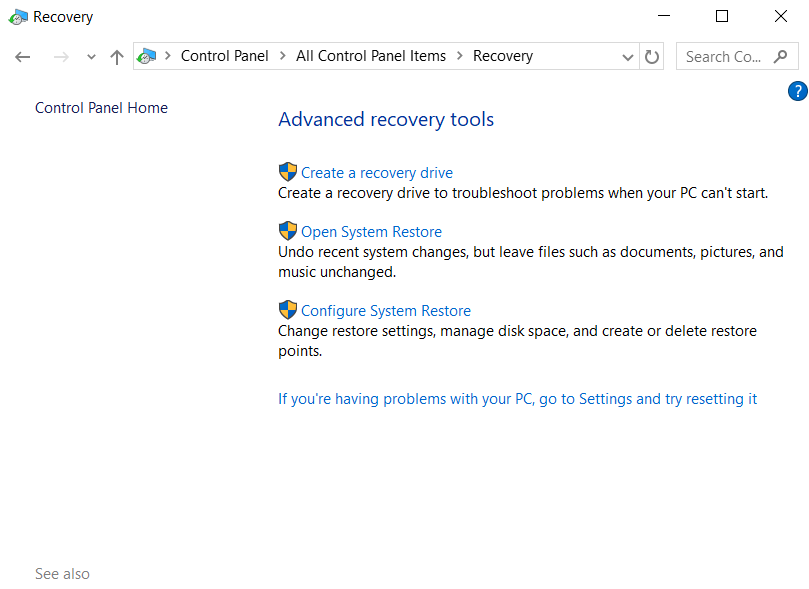 Recovery
Control Panel > All Control Panel Items > Recovery
Search Co...
?
Control Panel Home
Advanced recovery tools
Create a recovery drive
Create a recovery drive to troubleshoot problems when your PC can't start.
Open System Restore
Undo recent system changes, but leave files such as documents, pictures, and
music unchanged.
Configure System Restore
Change restore settings, manage disk space, and create or delete restore
points.
If you're having problems with your PC, go to Settings and try resetting it
See also